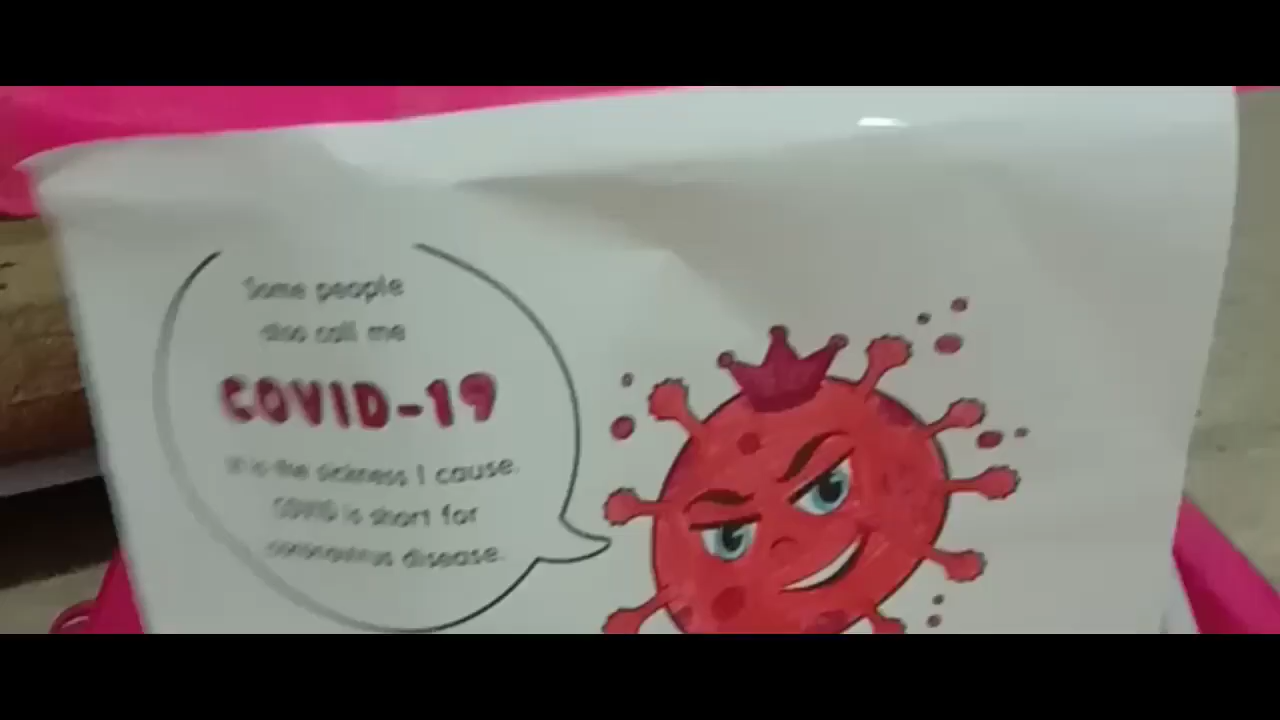 Some people
also call me
COVID-19
It is the sickness I cause.
COVID is short for
coronavirus disease.